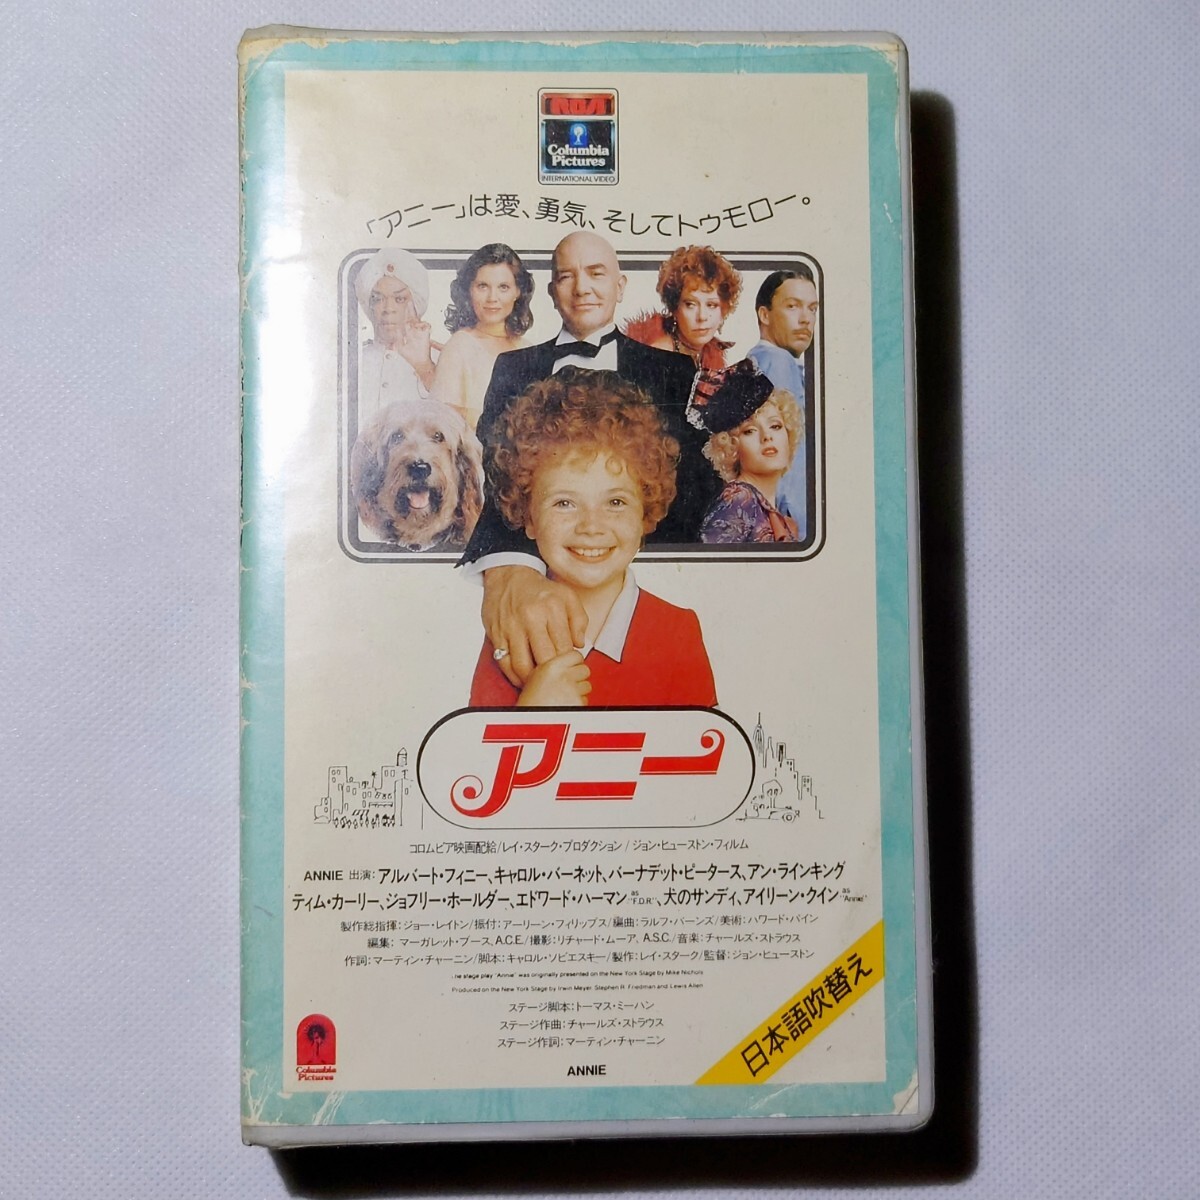 RCA
Columbia
Pictures
INTERNATIONAL VIDEO
「アニー」は愛、勇気、そしてトゥモロー。
アニー
コロムビア映画配給/レイ・スターク・プロダクション/ジョン・ヒューストン・フィルム
ANNIE 出演: アルバート・フィニー、キャロル・バーネット、バーナデット・ピータース、アン・ラインキング
ティム・カーリー、ジョフリー・ホールダー、エドワード・ハーマン as "F.D.R."、犬のサンディ、アイリーン・クイン as "Annie"
製作総指揮: ジョー・レイトン/振付: アーリーン・フィリップス/編曲: ラルフ・バーンズ/美術: ハワード・パイン
編集: マーガレット・ブース、A.C.E./撮影: リチャード・ムーア、A.S.C./音楽: チャールズ・ストラウス
作詞: マーティン・チャーニン/脚本: キャロル・ソビエスキー/製作: レイ・スターク/監督: ジョン・ヒューストン
The stage play "Annie" was originally presented on the New York Stage by Mike Nichols
Produced on the New York Stage by Irwin Meyer, Stephen R. Friedman and Lewis Allen
ステージ脚本: トーマス・ミーハン
ステージ作曲: チャールズ・ストラウス
ステージ作詞: マーティン・チャーニン
日本語吹替え
Columbia
Pictures
ANNIE